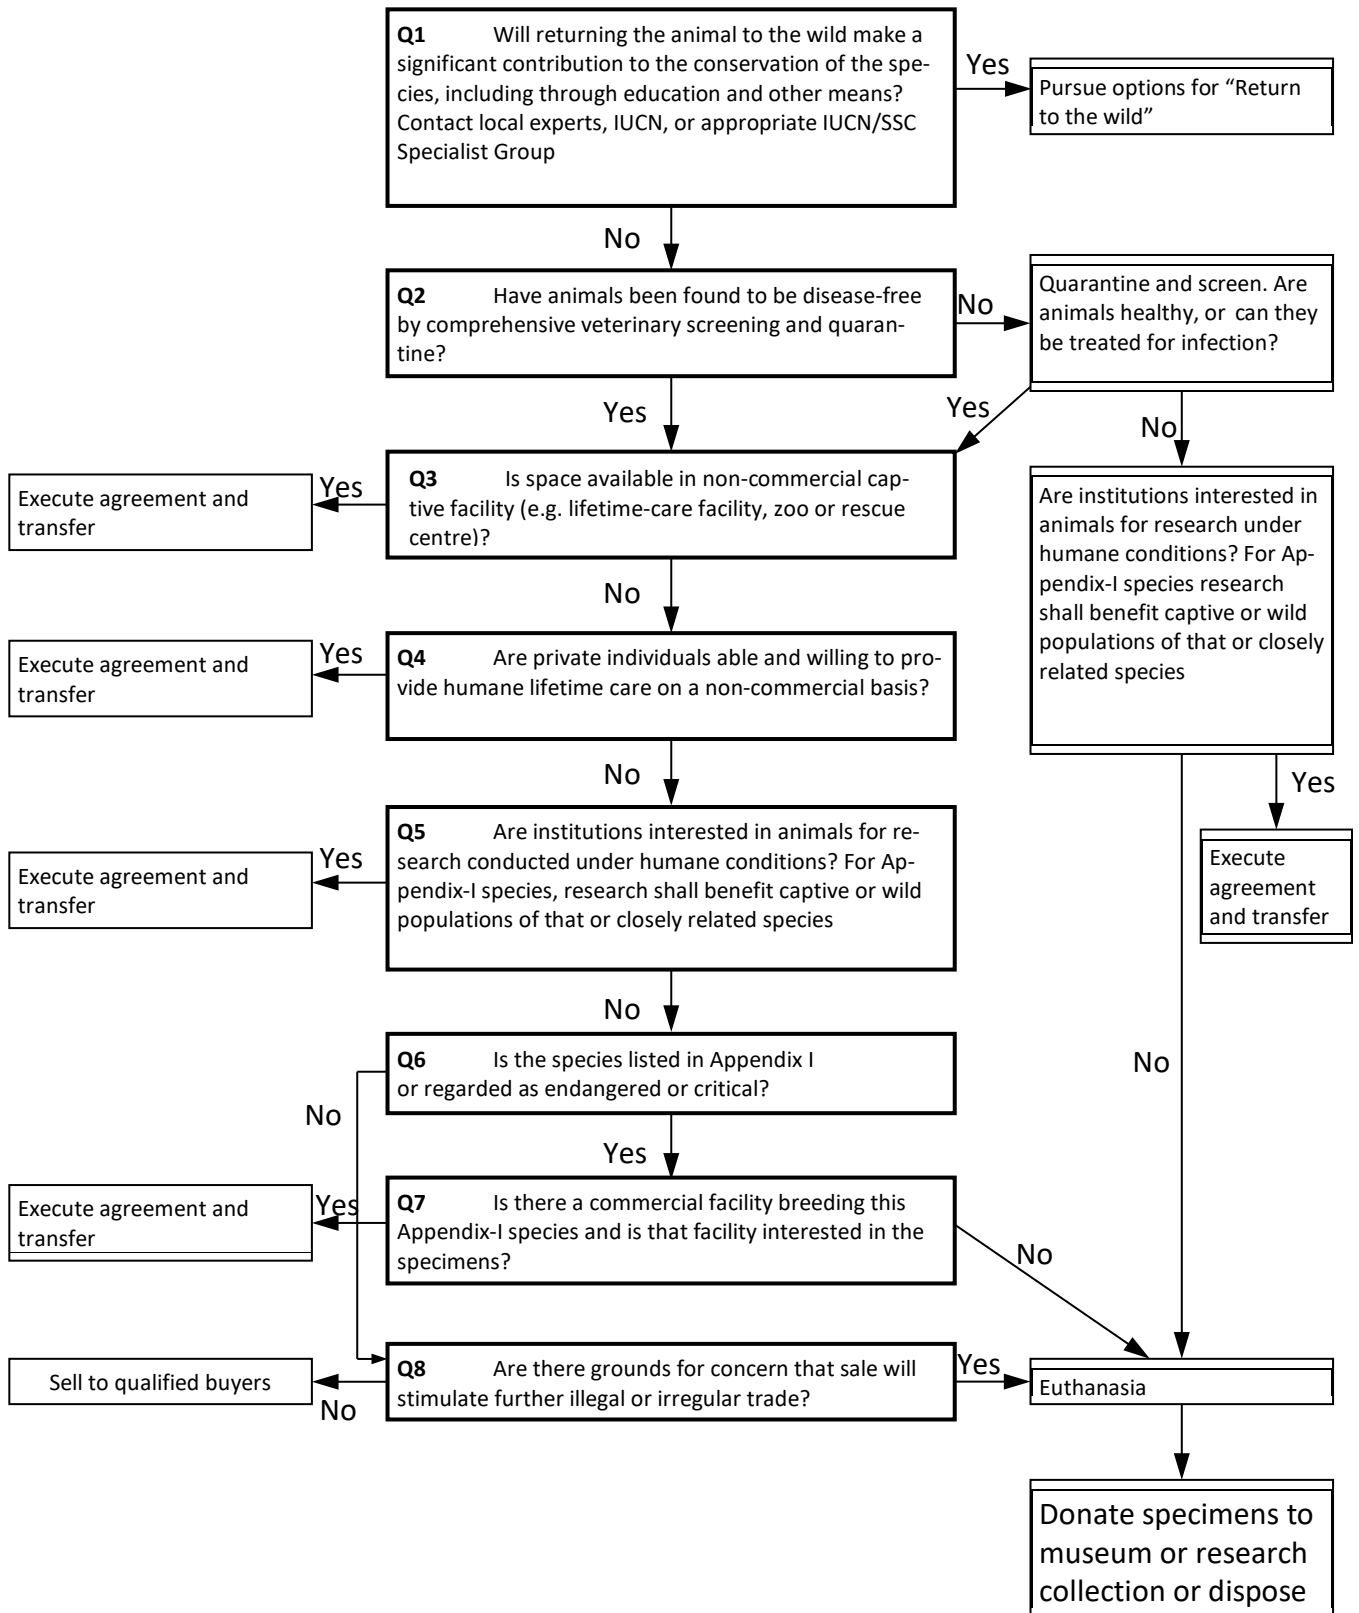 Q1 Will returning the animal to the wild make a
significant contribution to the conservation of the spe-
cies, including through education and other means?
Contact local experts, IUCN, or appropriate IUCN/SSC
Specialist Group
Yes
Pursue options for “Return
to the wild”
No
Q2 Have animals been found to be disease-free
by comprehensive veterinary screening and quaran-
tine?
No
Quarantine and screen. Are
animals healthy, or can they
be treated for infection?
Yes
Yes
No
Q3 Is space available in non-commercial cap-
tive facility (e.g. lifetime-care facility, zoo or rescue
centre)?
Yes
Execute agreement and
transfer
Are institutions interested in
animals for research under
humane conditions? For Ap-
pendix-I species research
shall benefit captive or wild
populations of that or closely
related species
No
Q4 Are private individuals able and willing to pro-
vide humane lifetime care on a non-commercial basis?
Yes
Execute agreement and
transfer
No
Yes
Execute
agreement
and transfer
Q5 Are institutions interested in animals for re-
search conducted under humane conditions? For Ap-
pendix-I species, research shall benefit captive or wild
populations of that or closely related species
Yes
Execute agreement and
transfer
No
Q6 Is the species listed in Appendix I
or regarded as endangered or critical?
No
No
Yes
Q7 Is there a commercial facility breeding this
Appendix-I species and is that facility interested in the
specimens?
Yes
Execute agreement and
transfer
No
Q8 Are there grounds for concern that sale will
stimulate further illegal or irregular trade?
No
Sell to qualified buyers
Yes
Euthanasia
Donate specimens to
museum or research
collection or dispose